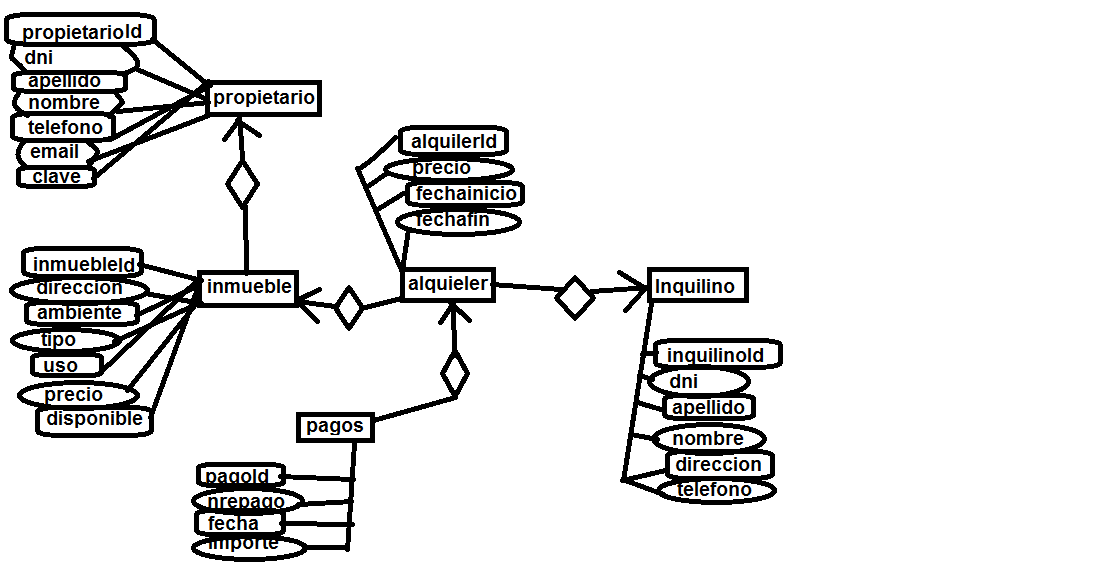 propietarioId
dni
apellido
nombre
telefono
email
clave
propietario
alquilerId
precio
fechainicio
fechafin
inmuebleId
direccion
ambiente
tipo
uso
precio
disponible
inmueble
alquieler
Inquilino
inquilinoId
dni
apellido
nombre
direccion
telefono
pagos
pagoId
nrepago
fecha
importe